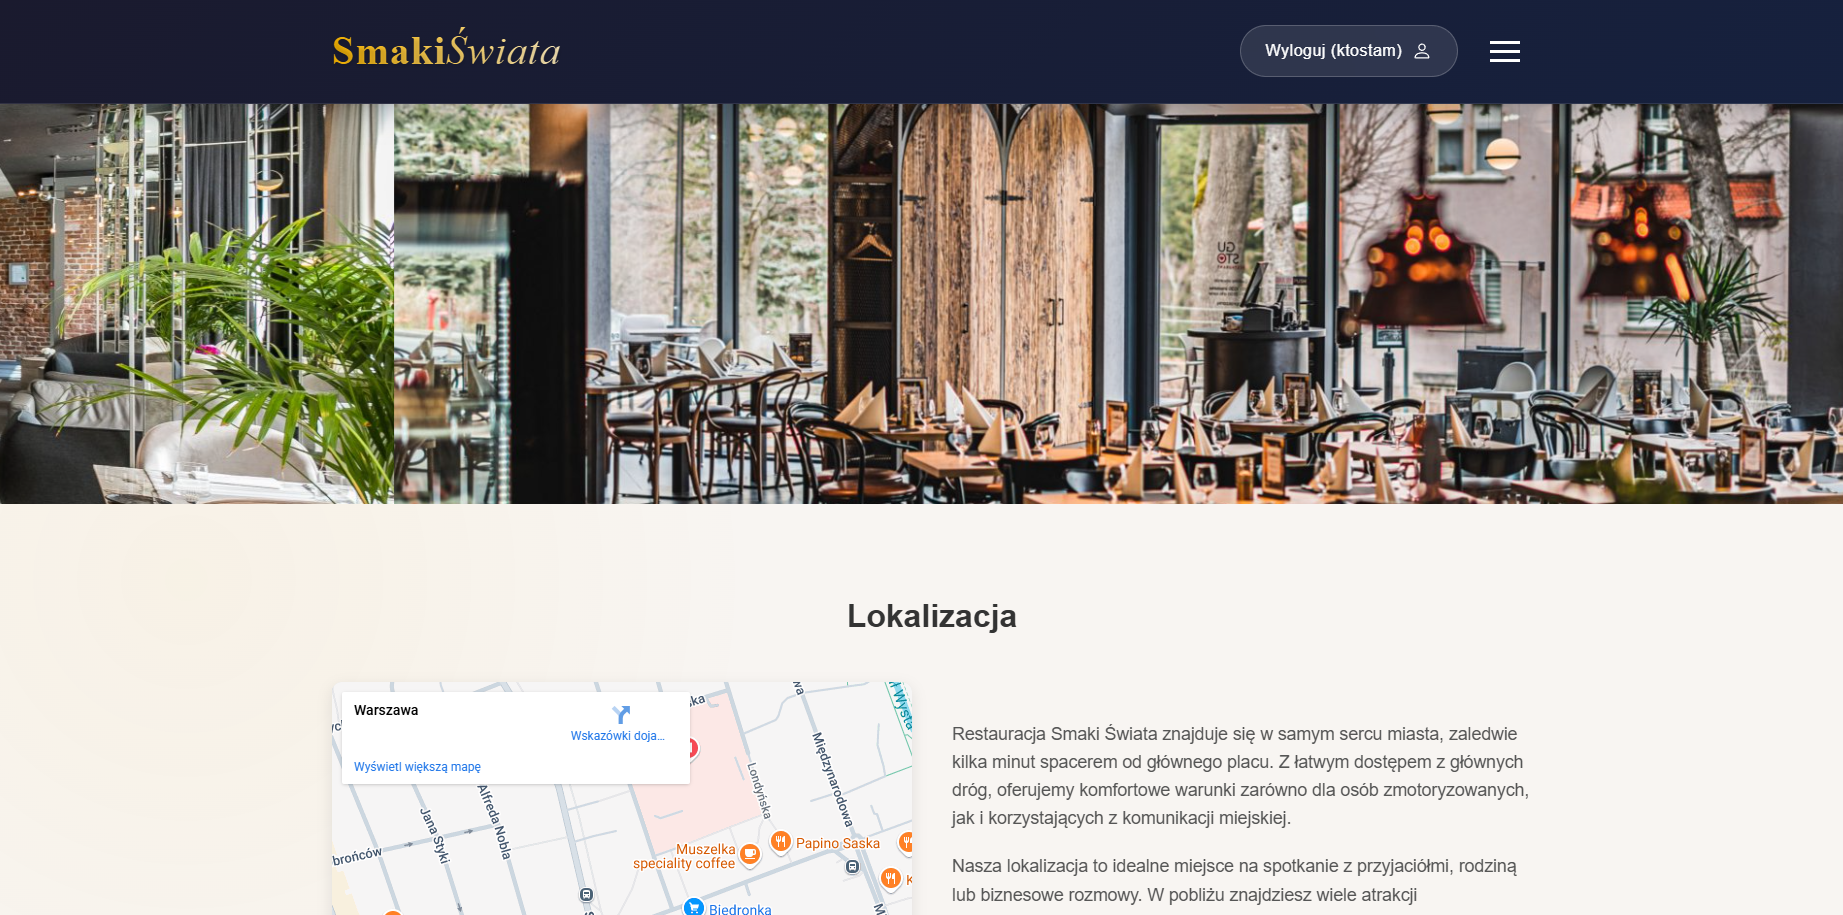 SmakiŚwiata
Wyloguj (ktostam)
GU
STO
Lokalizacja
Warszawa
Wskazówki doja...
Wyświetl większą mapę
Alfreda Nobla
Jana Styki
brońców
Londyńska
Międzynarodowa
Muszelka
speciality coffee
Papino Saska
Biedronka
Restauracja Smaki Świata znajduje się w samym sercu miasta, zaledwie
kilka minut spacerem od głównego placu. Z łatwym dostępem z głównych
dróg, oferujemy komfortowe warunki zarówno dla osób zmotoryzowanych,
jak i korzystających z komunikacji miejskiej.
Nasza lokalizacja to idealne miejsce na spotkanie z przyjaciółmi, rodziną
lub biznesowe rozmowy. W pobliżu znajdziesz wiele atrakcji